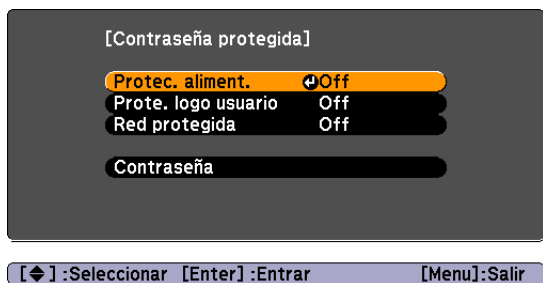 [Contraseña protegida]
Protec. aliment. Off
Prote. logo usuario Off
Red protegida Off
Contraseña
[◆] :Seleccionar [Enter] :Entrar [Menu]:Salir